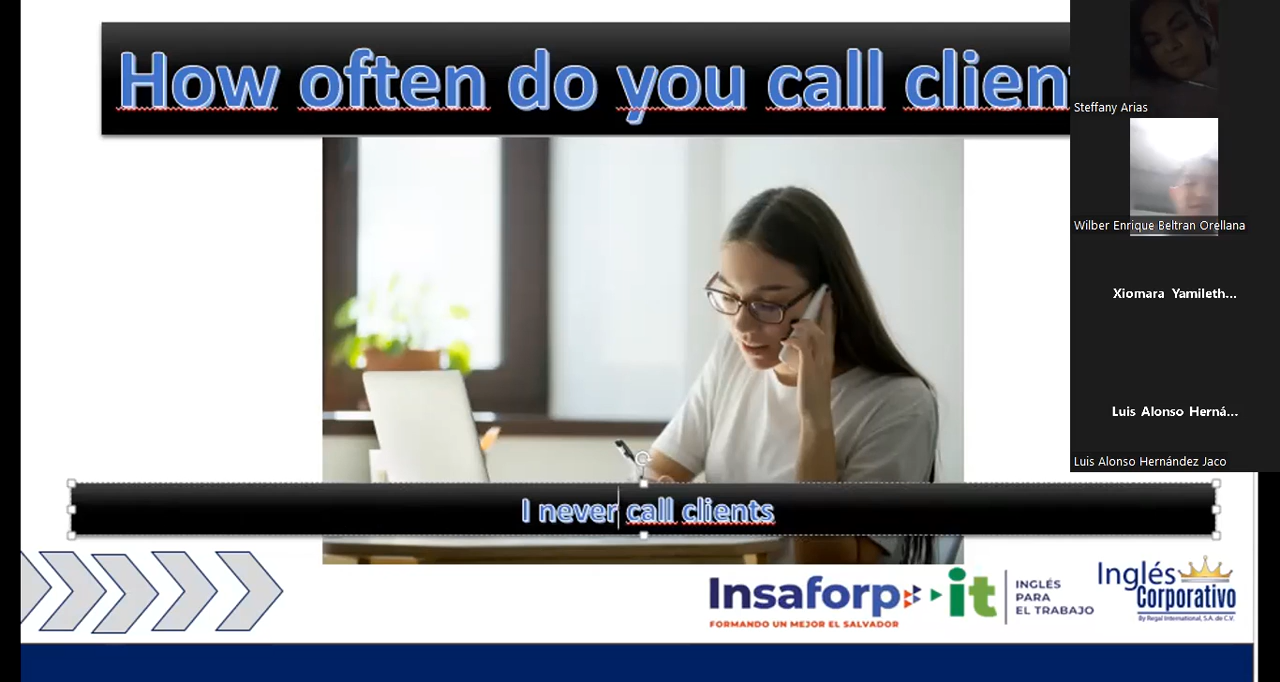 How often do you call clien
Steffany Arias
Wilber Enrique Beltran Orellana
Xiomara Yamileth...
Luis Alonso Herná...
Luis Alonso Hernández Jaco
I never call clients
Insaforp
FORMANDO UN MEJOR EL SALVADOR
it
INGLÉS
PARA
EL TRABAJO
Inglés
Corporativo
By Regal International, S.A. de C.V.